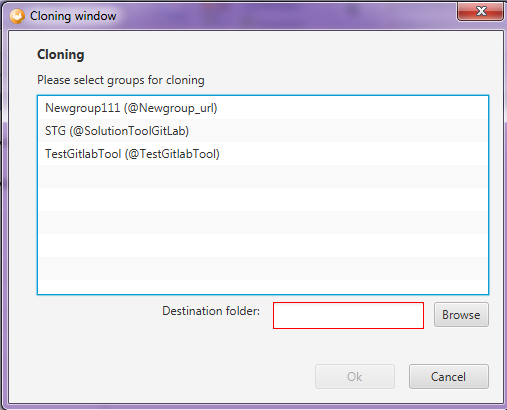 Cloning window
Cloning
Please select groups for cloning
Newgroup111 (@Newgroup_url)
STG (@SolutionToolGitLab)
TestGitlabTool (@TestGitlabTool)
Destination folder:
Browse
Ok
Cancel